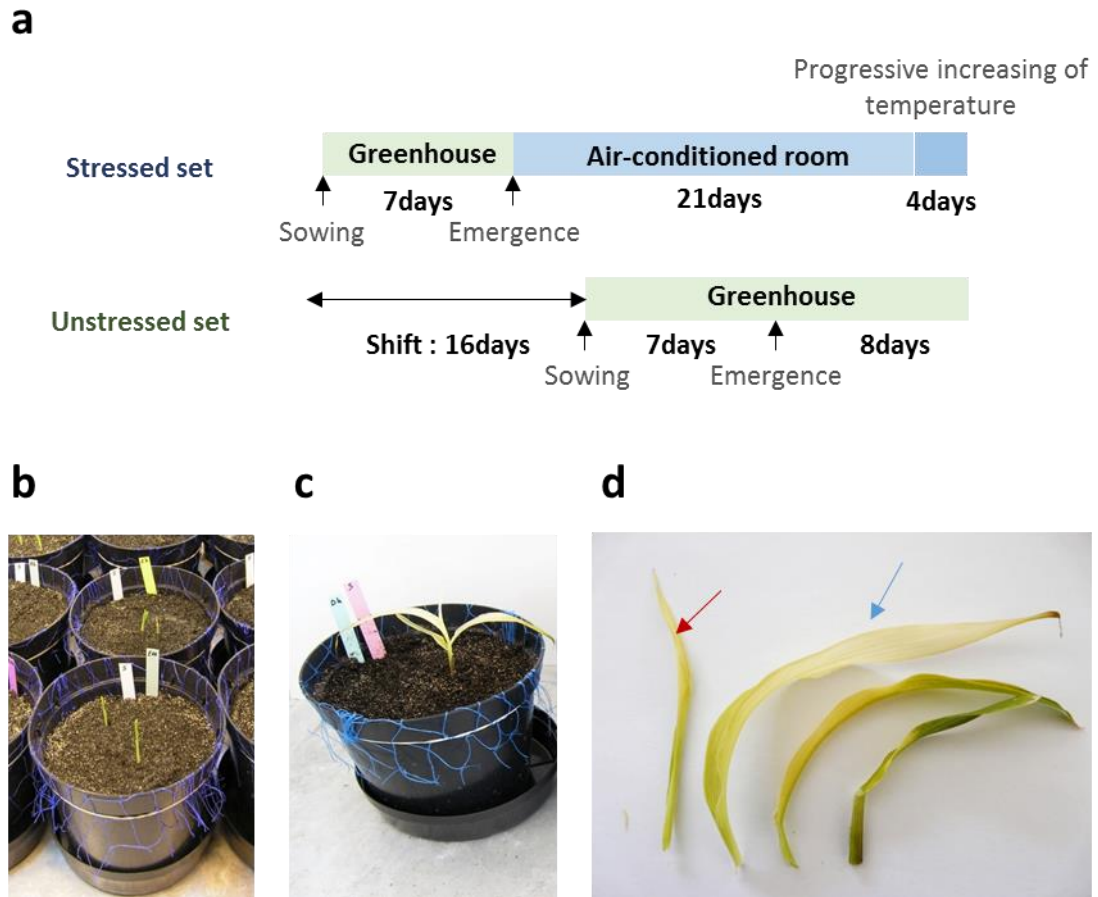 a
Progressive increasing of
temperature
Stressed set
Greenhouse
Air-conditioned room
7days
21days
4days
Sowing
Emergence
Unstressed set
Greenhouse
Shift : 16days
7days
8days
Sowing
Emergence
b
c
d